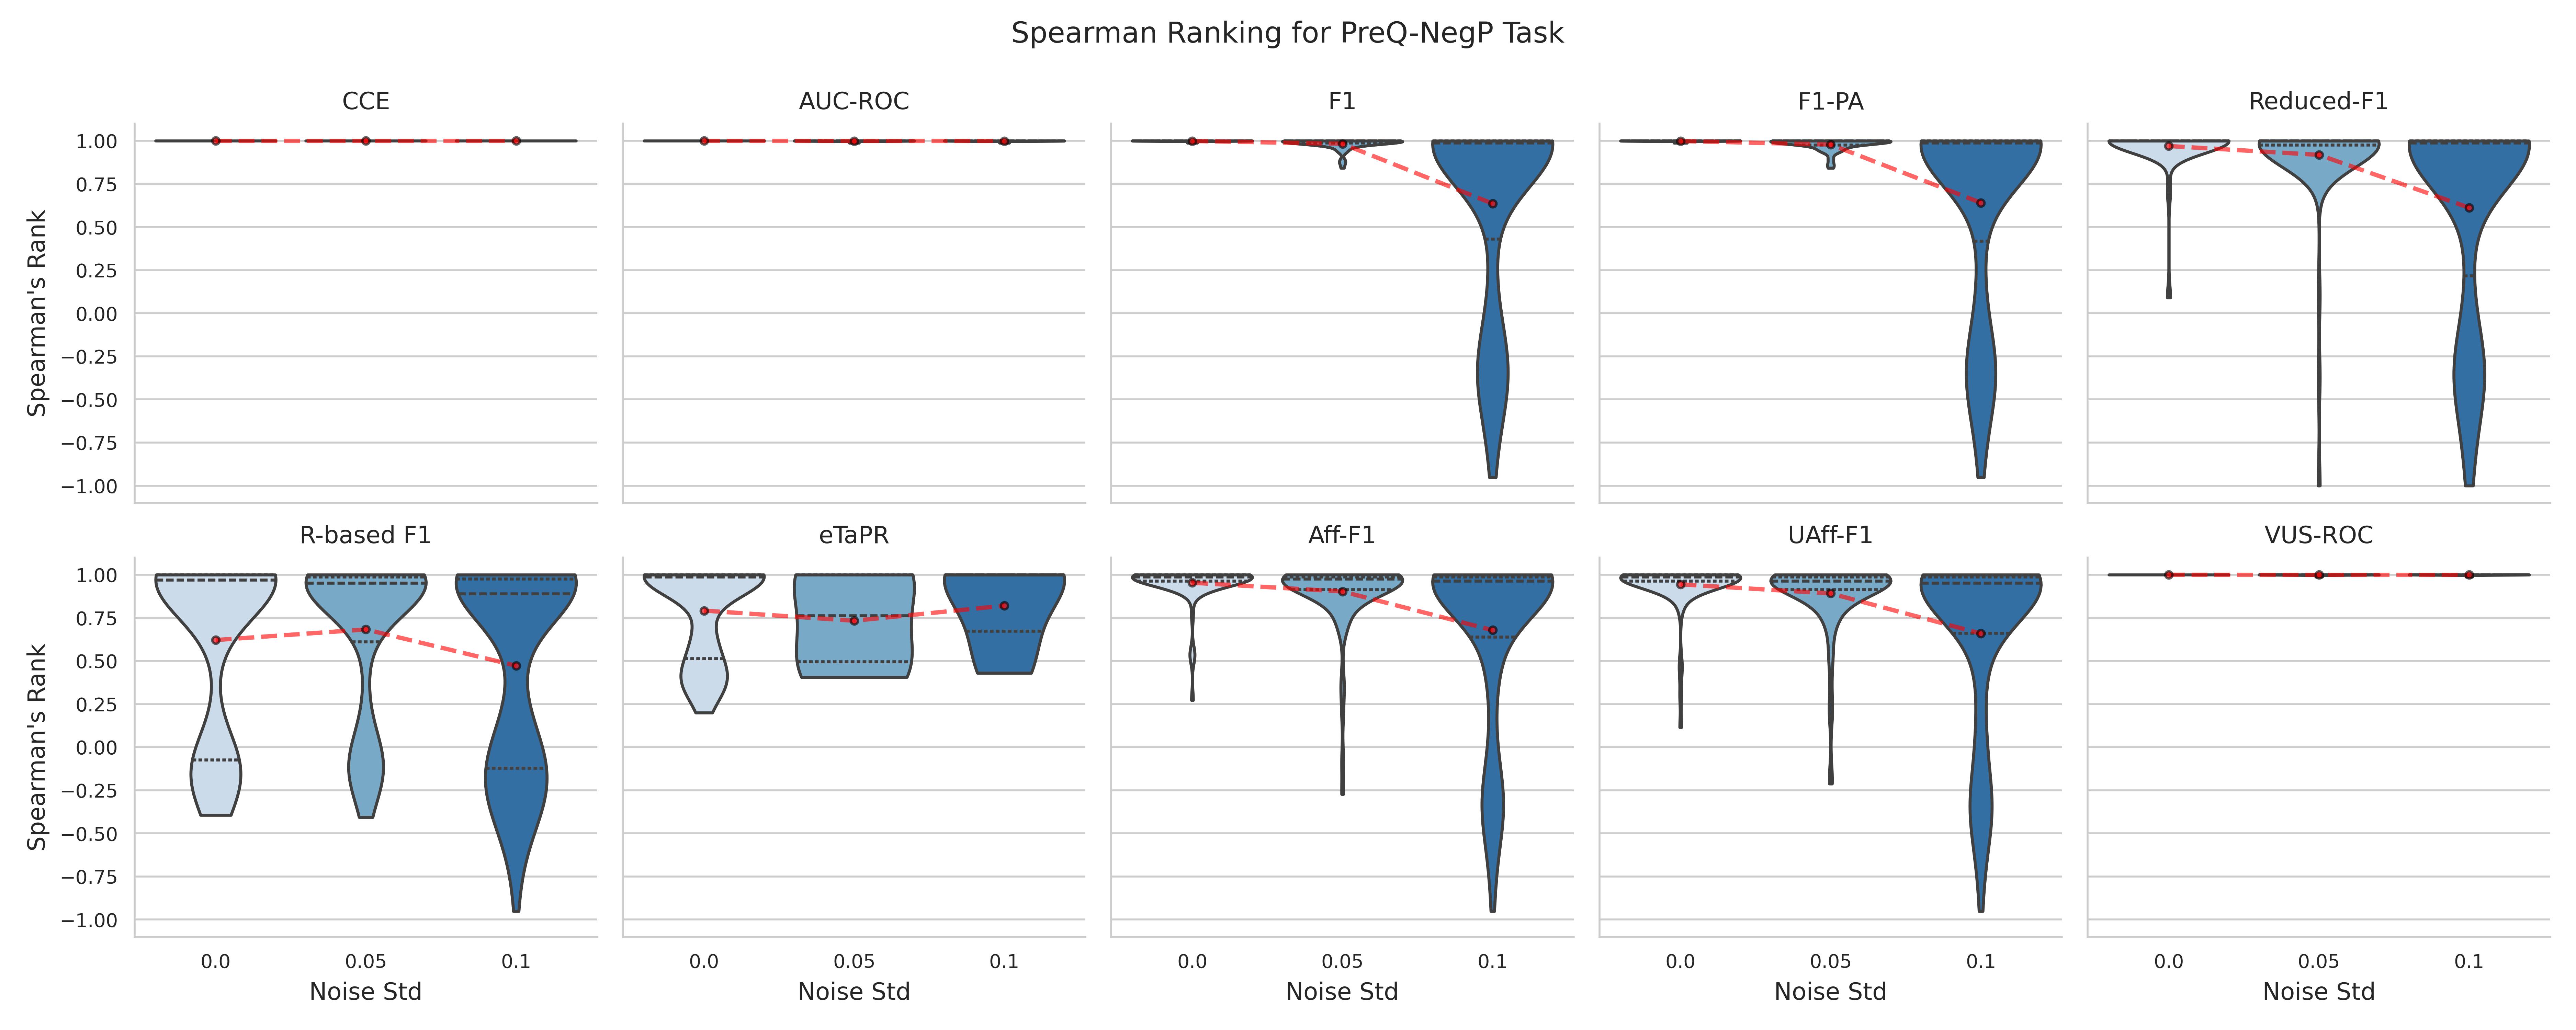 Spearman Ranking for PreQ-NegP Task
CCE
AUC-ROC
F1
F1-PA
Reduced-F1
Spearman's Rank
1.00
0.75
0.50
0.25
0.00
−0.25
−0.50
−0.75
−1.00
R-based F1
eTaPR
Aff-F1
UAff-F1
VUS-ROC
Spearman's Rank
1.00
0.75
0.50
0.25
0.00
−0.25
−0.50
−0.75
−1.00
0.0 0.05 0.1
Noise Std
0.0 0.05 0.1
Noise Std
0.0 0.05 0.1
Noise Std
0.0 0.05 0.1
Noise Std
0.0 0.05 0.1
Noise Std